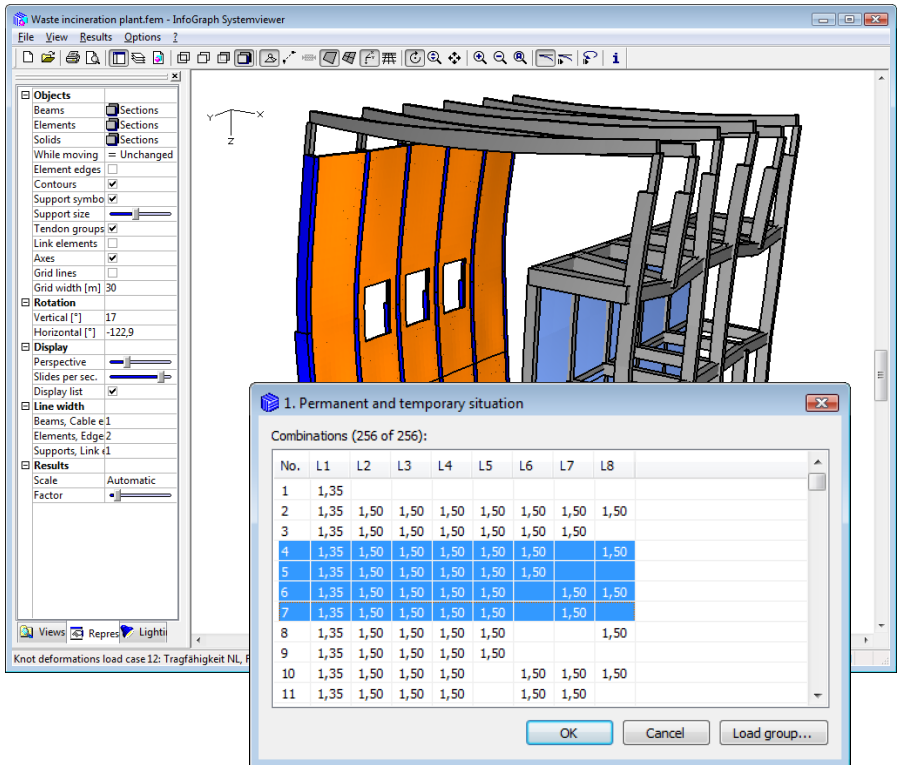 Waste incineration plant.fem - InfoGraph Systemviewer
File View Results Options ?
Objects
Beams Sections
Elements Sections
Solids Sections
While moving = Unchanged
Element edges
Contours
Support symbo
Support size
Tendon groups
Link elements
Axes
Grid lines
Grid width [m] 30
Rotation
Vertical [°] 17
Horizontal [°] -122,9
Display
Perspective
Slides per sec.
Display list
Line width
Beams, Cable e 1
Elements, Edge 2
Supports, Link 1
Results
Scale Automatic
Factor
Views Repres Lighti
Knot deformations load case 12: Tragfähigkeit NL, F
Y X
Z
1. Permanent and temporary situation
Combinations (256 of 256):
No. L1 L2 L3 L4 L5 L6 L7 L8
1 1,35
2 1,35 1,50 1,50 1,50 1,50 1,50 1,50 1,50
3 1,35 1,50 1,50 1,50 1,50 1,50 1,50
4 1,35 1,50 1,50 1,50 1,50 1,50 1,50
5 1,35 1,50 1,50 1,50 1,50 1,50
6 1,35 1,50 1,50 1,50 1,50 1,50 1,50
7 1,35 1,50 1,50 1,50 1,50 1,50
8 1,35 1,50 1,50 1,50 1,50 1,50
9 1,35 1,50 1,50 1,50 1,50
10 1,35 1,50 1,50 1,50 1,50 1,50 1,50
11 1,35 1,50 1,50 1,50 1,50 1,50
OK Cancel Load group...